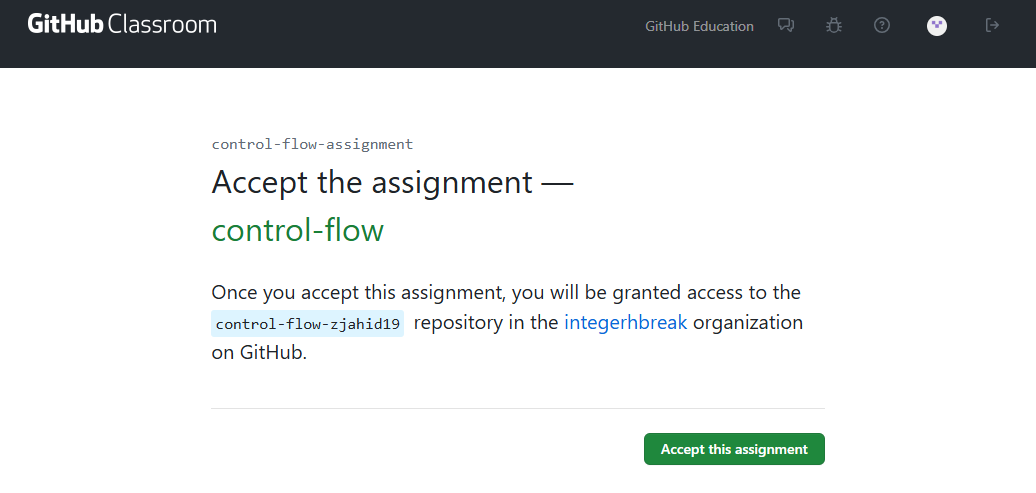 GitHub Classroom
GitHub Education
control-flow-assignment
Accept the assignment —
control-flow
Once you accept this assignment, you will be granted access to the
control-flow-zjahid19 repository in the integerhbreak organization
on GitHub.
Accept this assignment